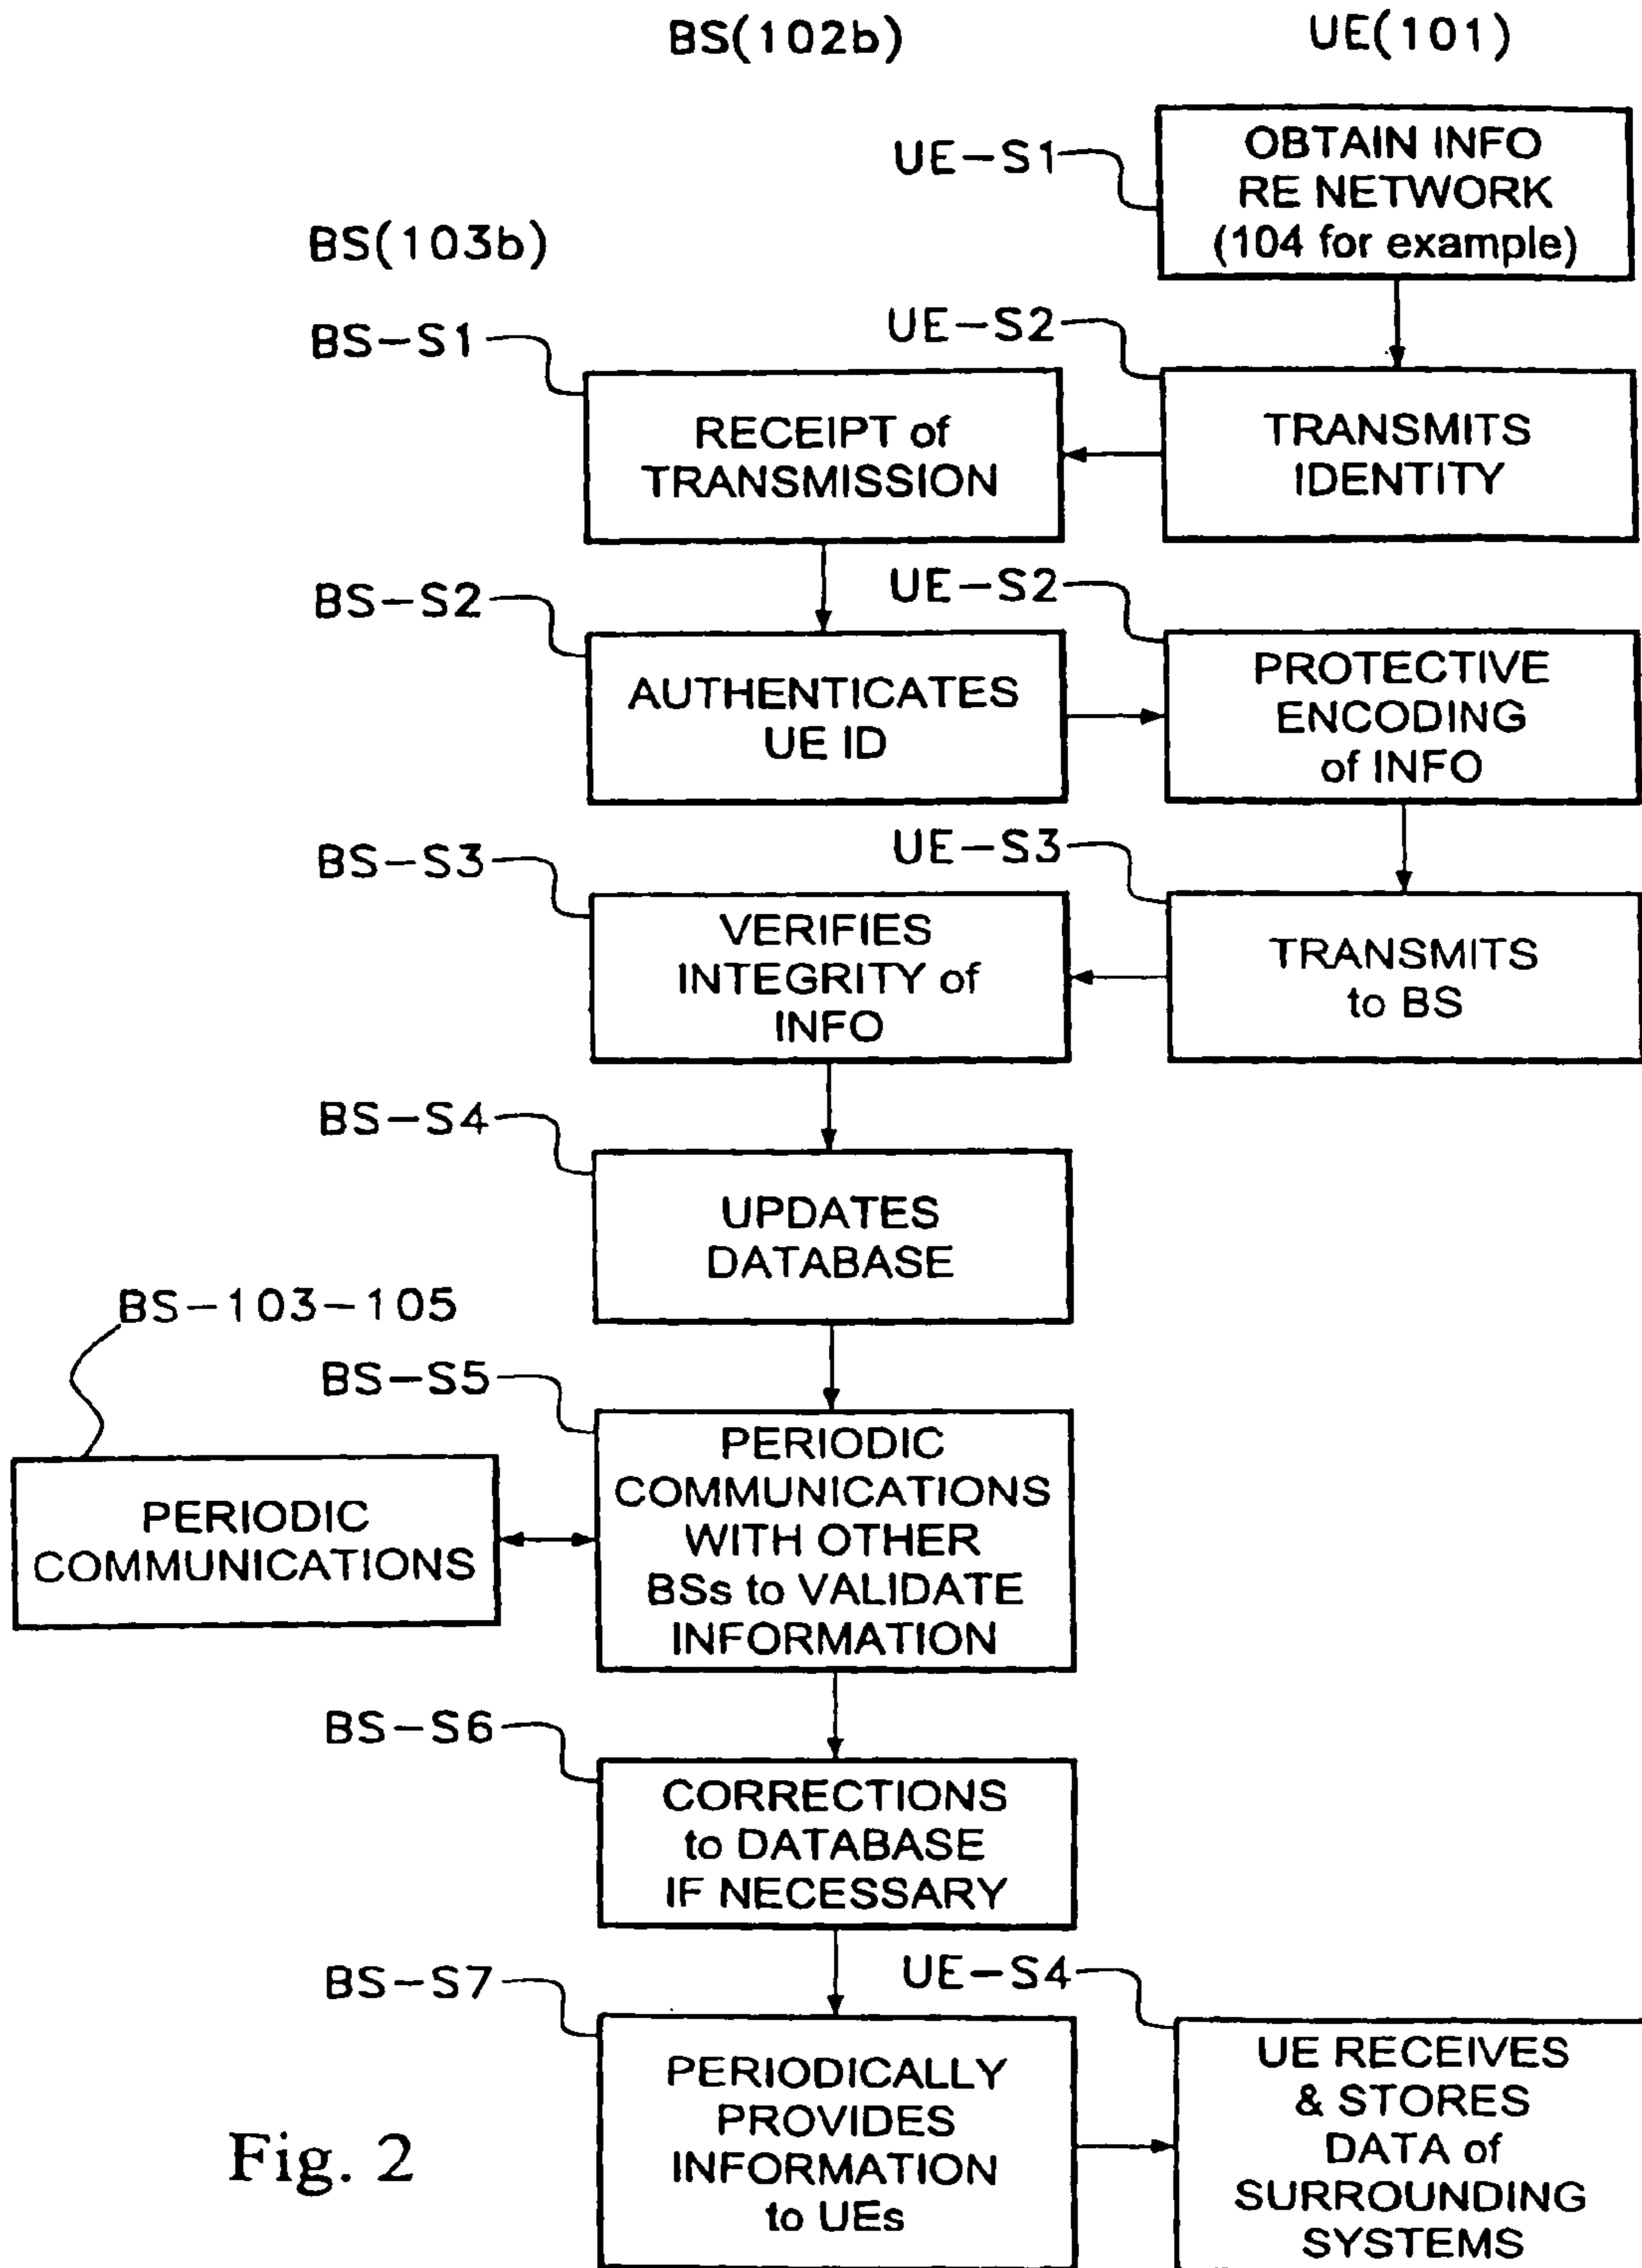 BS(102b)
UE(101)
UE-S1
OBTAIN INFO
RE NETWORK
(104 for example)
BS(103b)
BS-S1
UE-S2
RECEIPT of
TRANSMISSION
TRANSMITS
IDENTITY
BS-S2
UE-S2
AUTHENTICATES
UE ID
PROTECTIVE
ENCODING
of INFO
BS-S3
UE-S3
VERIFIES
INTEGRITY of
INFO
TRANSMITS
to BS
BS-S4
UPDATES
DATABASE
BS-103-105
BS-S5
PERIODIC
COMMUNICATIONS
PERIODIC
COMMUNICATIONS
WITH OTHER
BSs to VALIDATE
INFORMATION
BS-S6
CORRECTIONS
to DATABASE
IF NECESSARY
BS-S7
UE-S4
PERIODICALLY
PROVIDES
INFORMATION
to UEs
UE RECEIVES
& STORES
DATA of
SURROUNDING
SYSTEMS
Fig. 2